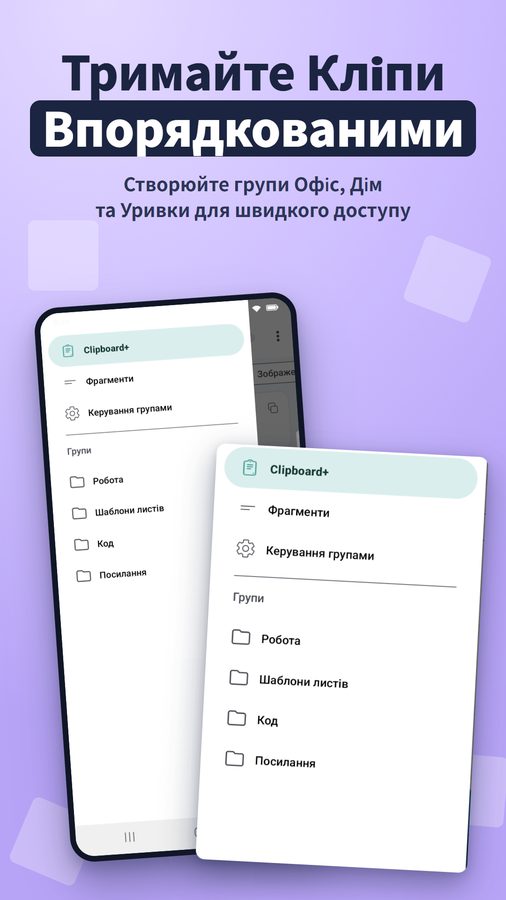 Тримайте Кліпи
Впорядкованими
Створюйте групи Офіс, Дім
та Уривки для швидкого доступу
Clipboard+
Фрагменти
Керування групами
Групи
Робота
Шаблони листів
Код
Посилання
Clipboard+
Фрагменти
Керування групами
Групи
Робота
Шаблони листів
Код
Посилання